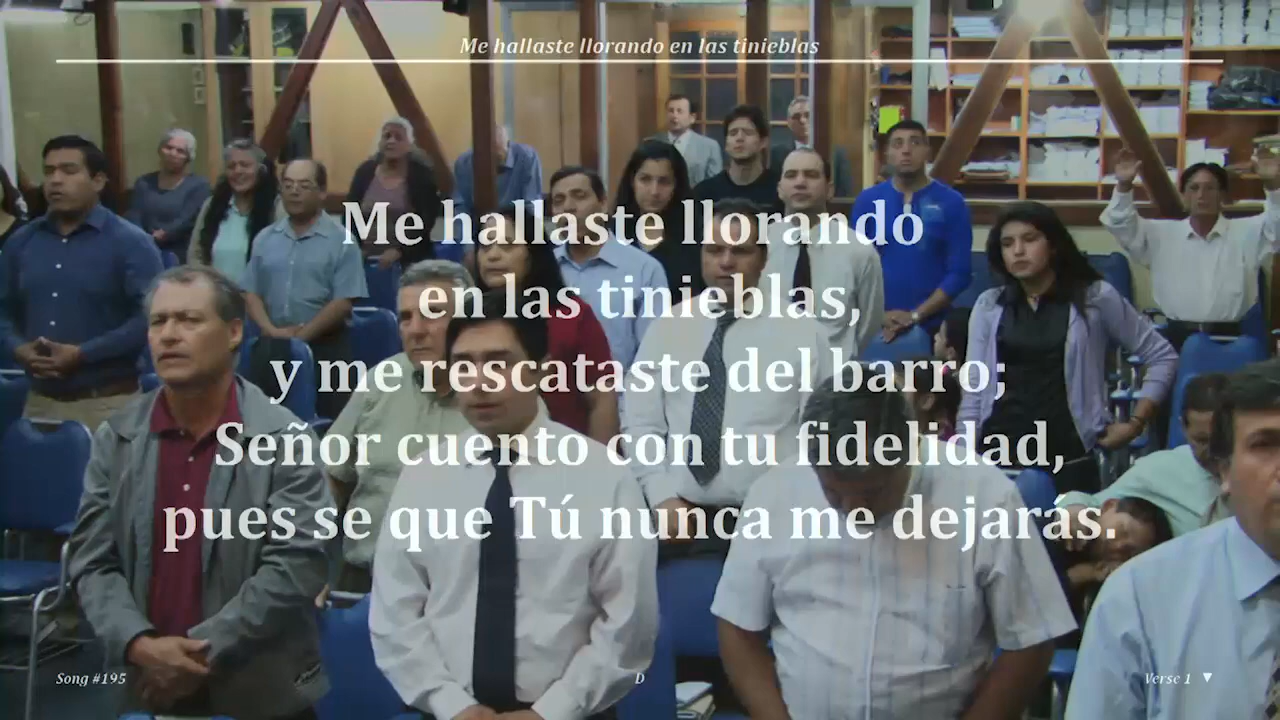 Me hallaste llorando en las tinieblas
Me hallaste llorando
en las tinieblas,
y me rescataste del barro;
Señor cuento con tu fidelidad,
pues se que Tú nunca me dejarás.
Song #195
D
Verse 1 ▼